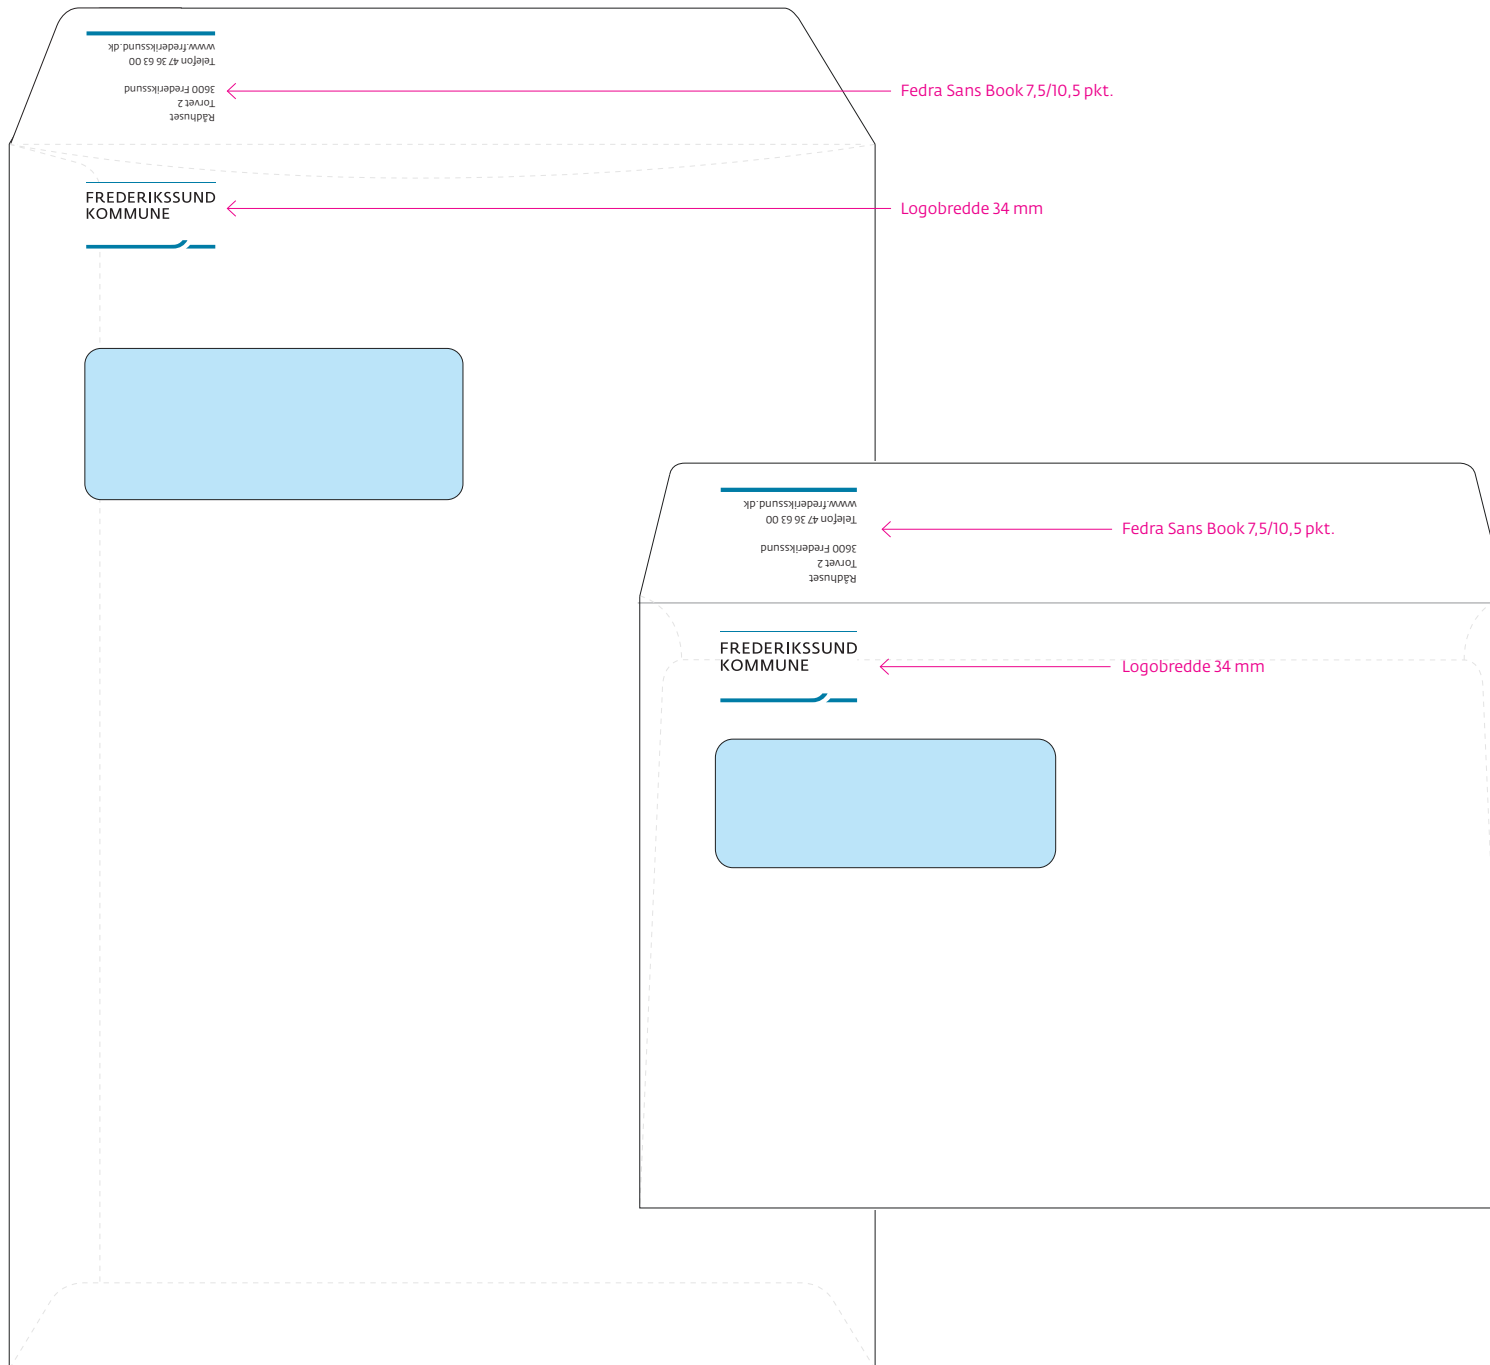 Rådhuset
Torvet 2
3600 Frederikssund
Telefon 47 36 63 00
www.frederikssund.dk
Fedra Sans Book 7,5/10,5 pkt.
FREDERIKSSUND
KOMMUNE
Logobredde 34 mm
Rådhuset
Torvet 2
3600 Frederikssund
Telefon 47 36 63 00
www.frederikssund.dk
Fedra Sans Book 7,5/10,5 pkt.
FREDERIKSSUND
KOMMUNE
Logobredde 34 mm